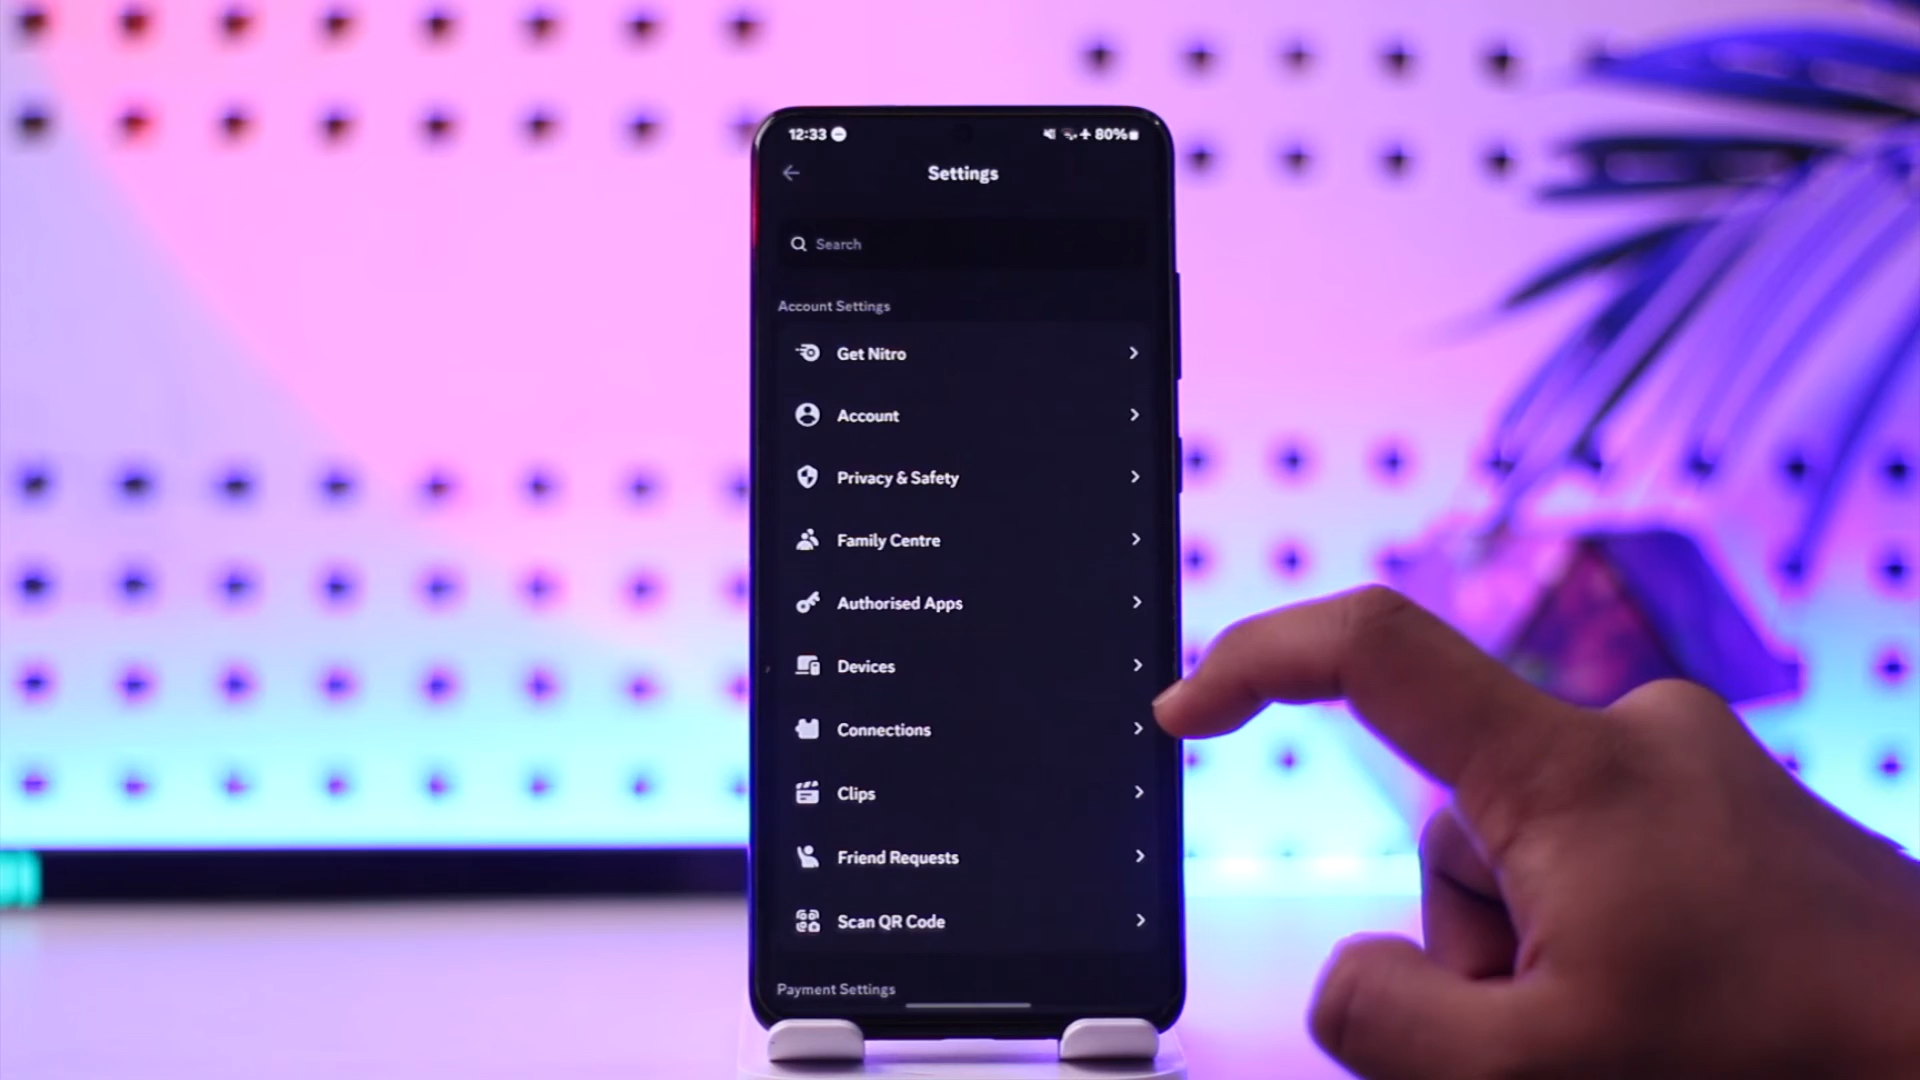 12:33
80%
Settings
Search
Account Settings
Get Nitro
Account
Privacy & Safety
Family Centre
Authorised Apps
Devices
Connections
Clips
Friend Requests
Scan QR Code
Payment Settings